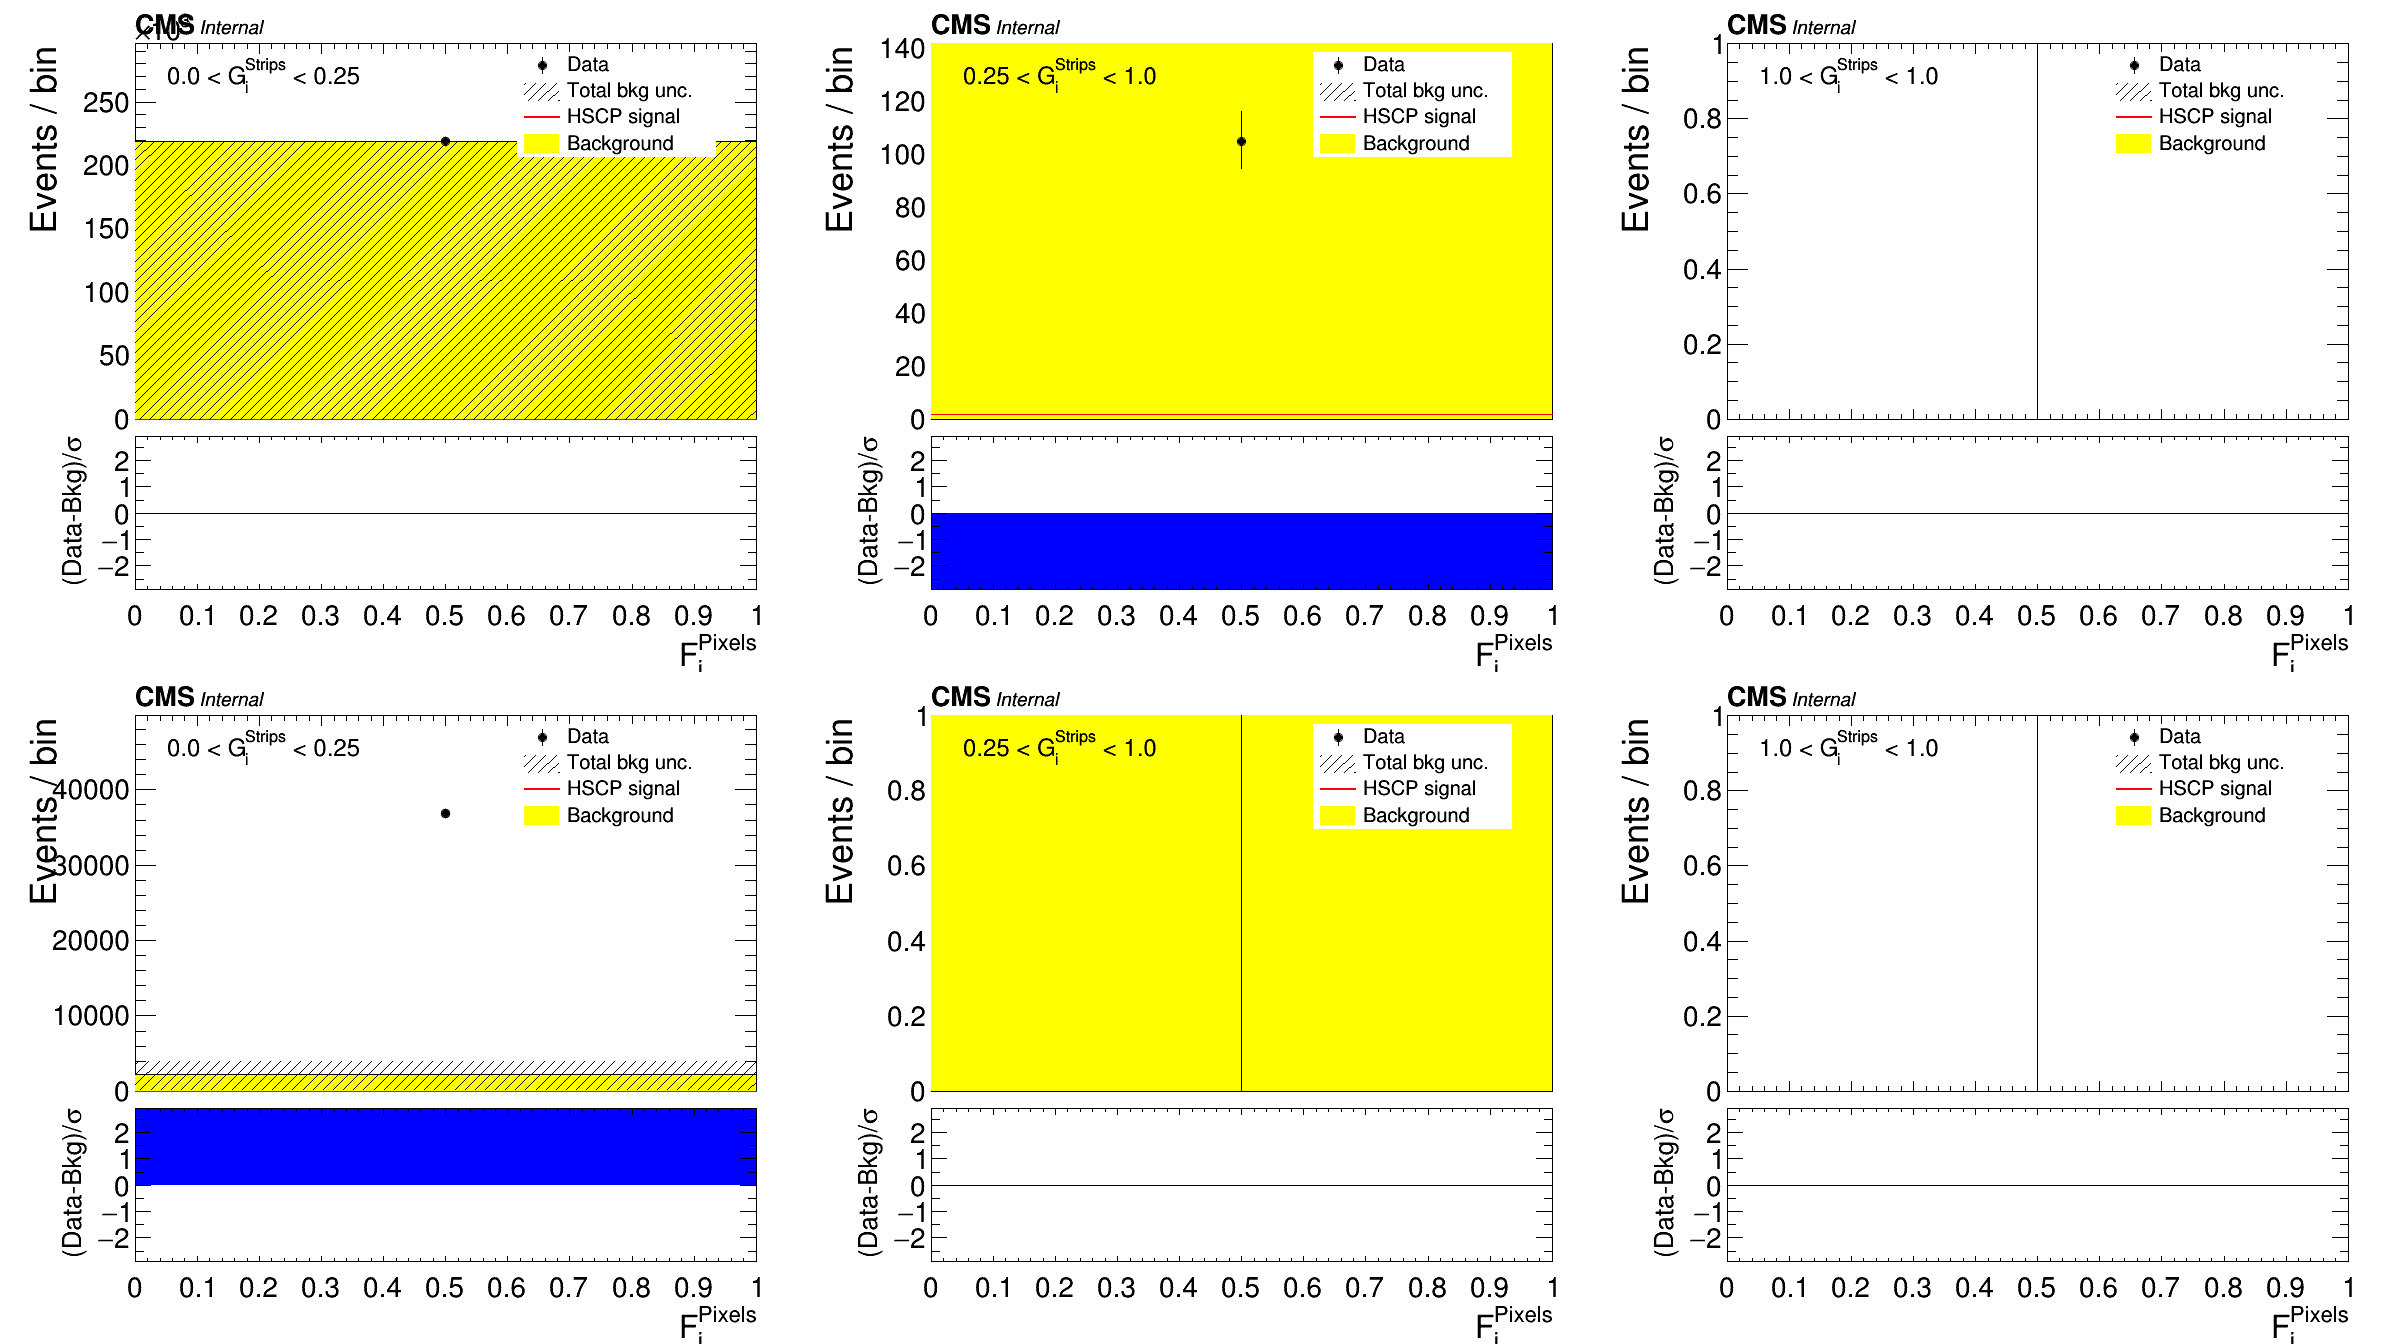 CMS Internal
×10³
Events / bin
0.0 < G_i^Strips < 0.25
Data
Total bkg unc.
HSCP signal
Background
250
200
150
100
50
0
(Data-Bkg)/σ
2
1
0
−1
−2
0 0.1 0.2 0.3 0.4 0.5 0.6 0.7 0.8 0.9 1
F_i^Pixels
CMS Internal
Events / bin
0.25 < G_i^Strips < 1.0
Data
Total bkg unc.
HSCP signal
Background
140
120
100
80
60
40
20
0
(Data-Bkg)/σ
2
1
0
−1
−2
0 0.1 0.2 0.3 0.4 0.5 0.6 0.7 0.8 0.9 1
F_i^Pixels
CMS Internal
Events / bin
1.0 < G_i^Strips < 1.0
Data
Total bkg unc.
HSCP signal
Background
1
0.8
0.6
0.4
0.2
0
(Data-Bkg)/σ
2
1
0
−1
−2
0 0.1 0.2 0.3 0.4 0.5 0.6 0.7 0.8 0.9 1
F_i^Pixels
CMS Internal
Events / bin
0.0 < G_i^Strips < 0.25
Data
Total bkg unc.
HSCP signal
Background
40000
30000
20000
10000
0
(Data-Bkg)/σ
2
1
0
−1
−2
0 0.1 0.2 0.3 0.4 0.5 0.6 0.7 0.8 0.9 1
F_i^Pixels
CMS Internal
Events / bin
0.25 < G_i^Strips < 1.0
Data
Total bkg unc.
HSCP signal
Background
1
0.8
0.6
0.4
0.2
0
(Data-Bkg)/σ
2
1
0
−1
−2
0 0.1 0.2 0.3 0.4 0.5 0.6 0.7 0.8 0.9 1
F_i^Pixels
CMS Internal
Events / bin
1.0 < G_i^Strips < 1.0
Data
Total bkg unc.
HSCP signal
Background
1
0.8
0.6
0.4
0.2
0
(Data-Bkg)/σ
2
1
0
−1
−2
0 0.1 0.2 0.3 0.4 0.5 0.6 0.7 0.8 0.9 1
F_i^Pixels